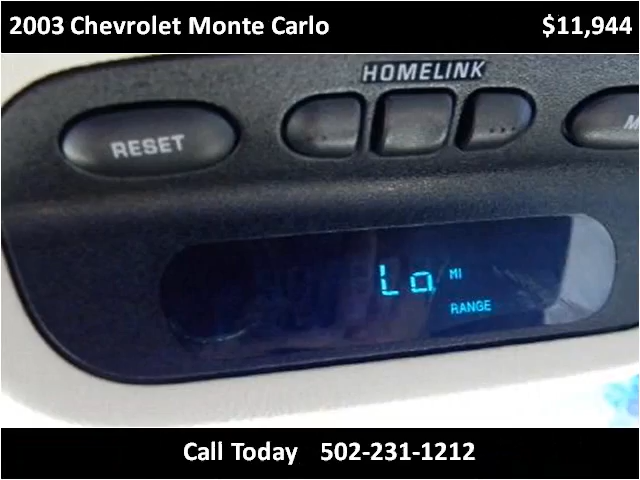 2003 Chevrolet Monte Carlo $11,944
HOMELINK
RESET
...
M
Lo MI
RANGE
Call Today 502-231-1212